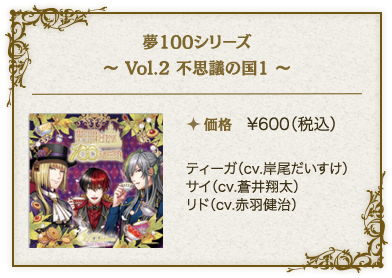 夢100シリーズ
～ Vol.2 不思議の国1 ～
価格 ¥600(税込)
ティーガ(cv.岸尾だいすけ)
サイ(cv.蒼井翔太)
リド(cv.赤羽健治)